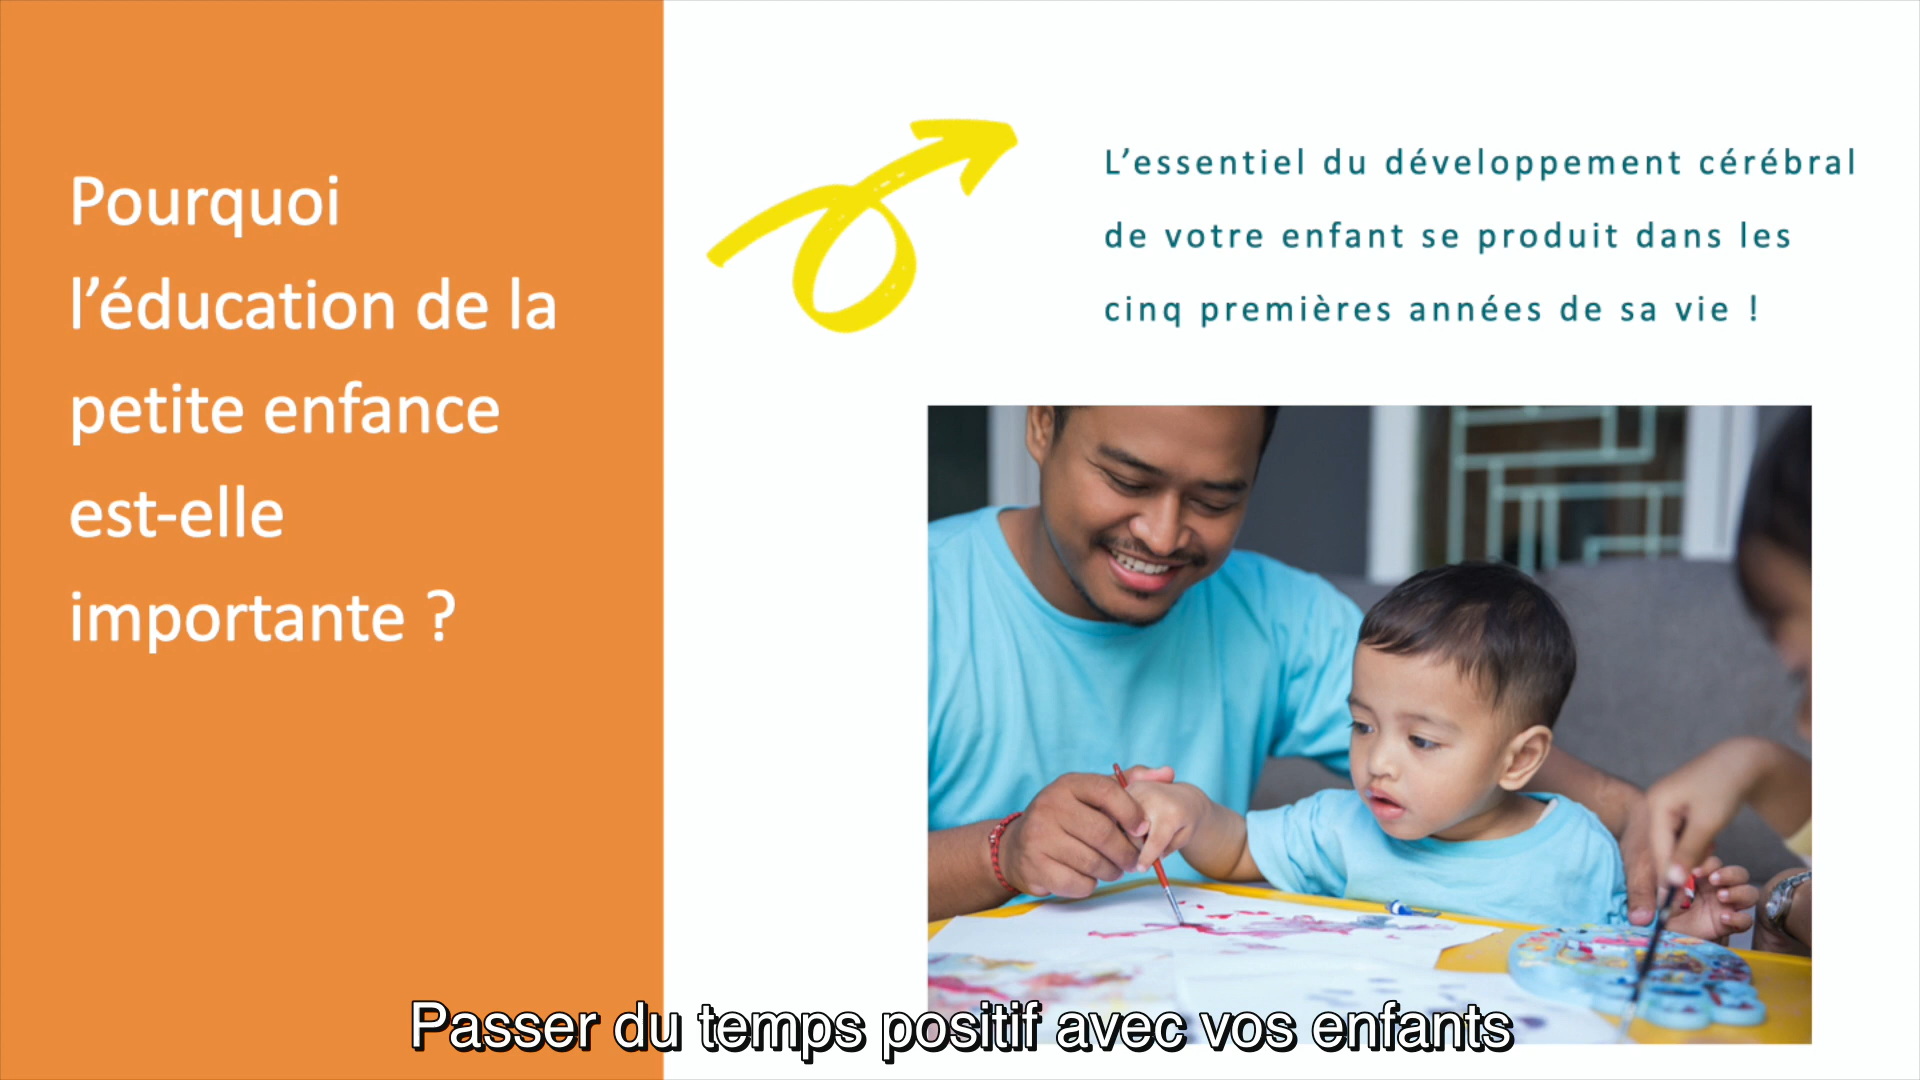 Pourquoi
l’éducation de la
petite enfance
est-elle
importante ?
L’essentiel du développement cérébral
de votre enfant se produit dans les
cinq premières années de sa vie !
Passer du temps positif avec vos enfants